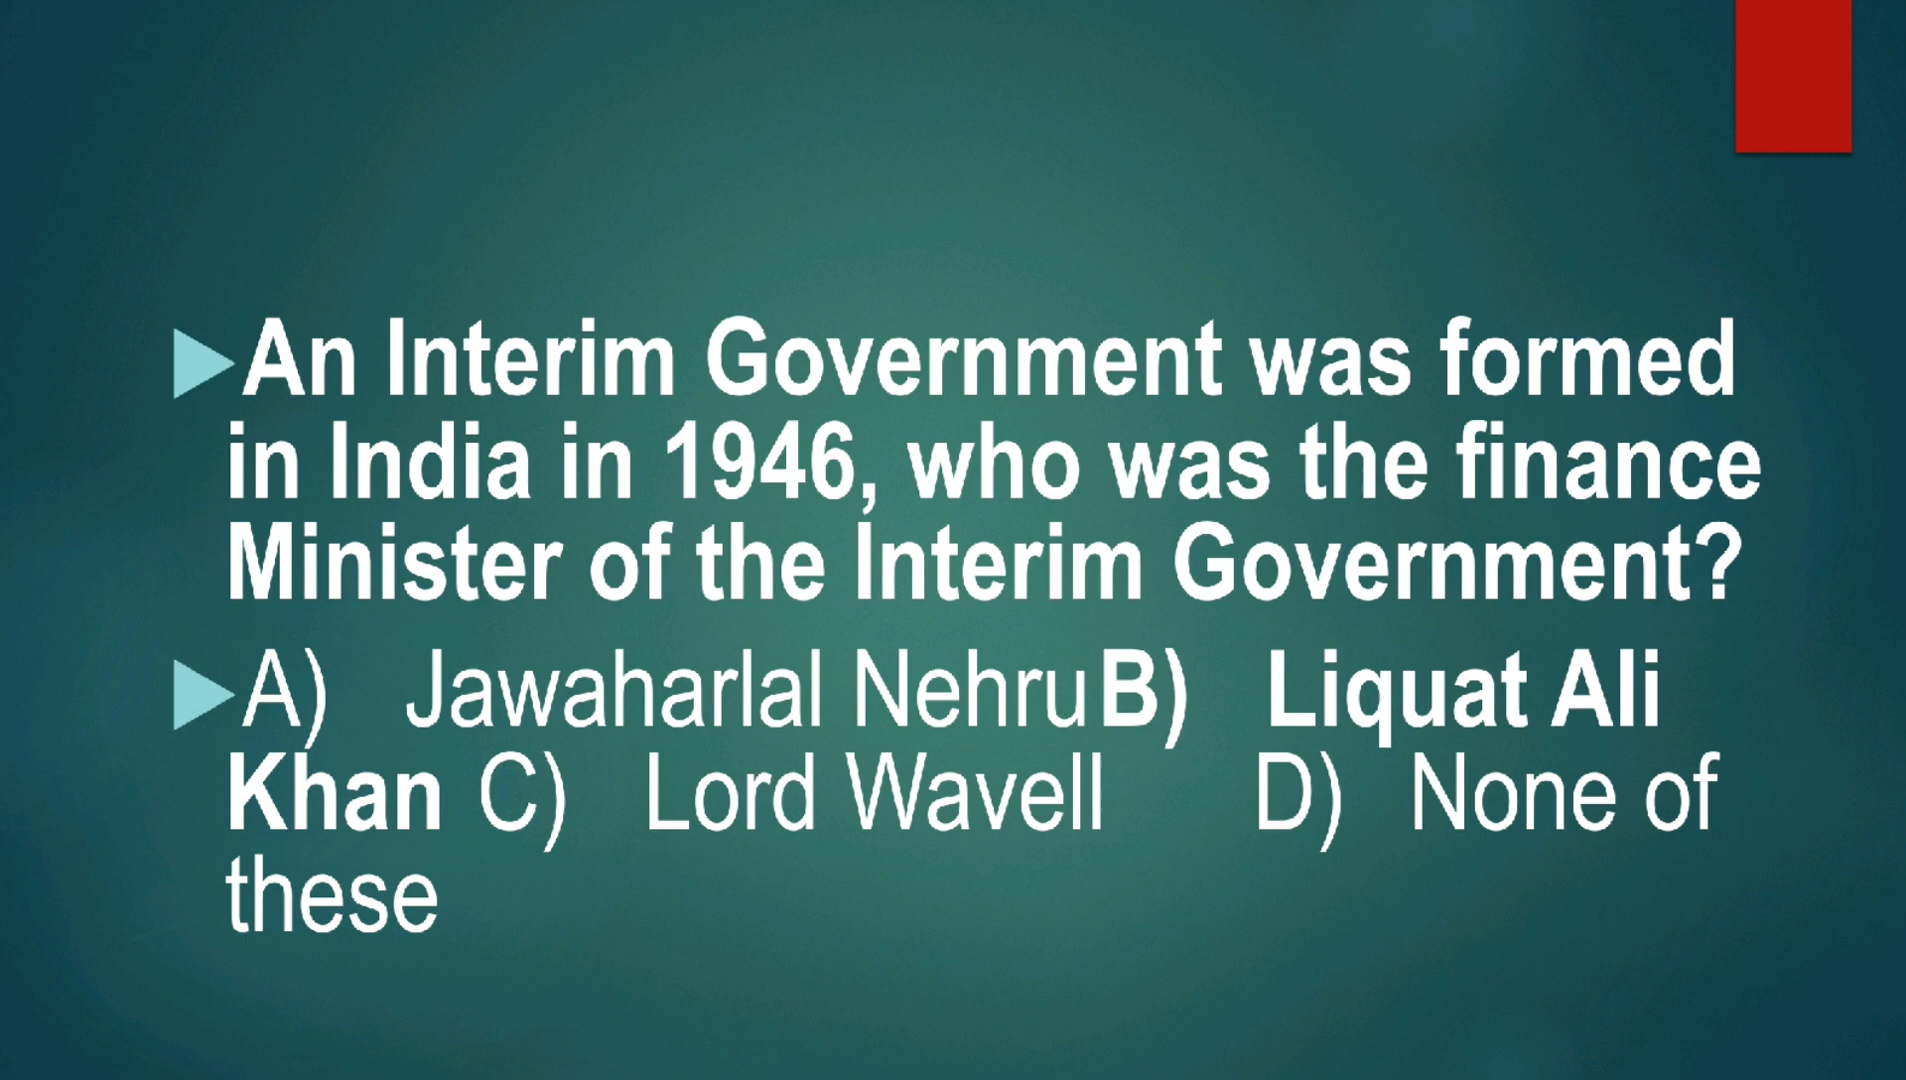 An Interim Government was formed
in India in 1946, who was the finance
Minister of the Interim Government?
A) Jawaharlal Nehru B) Liquat Ali
Khan C) Lord Wavell D) None of
these